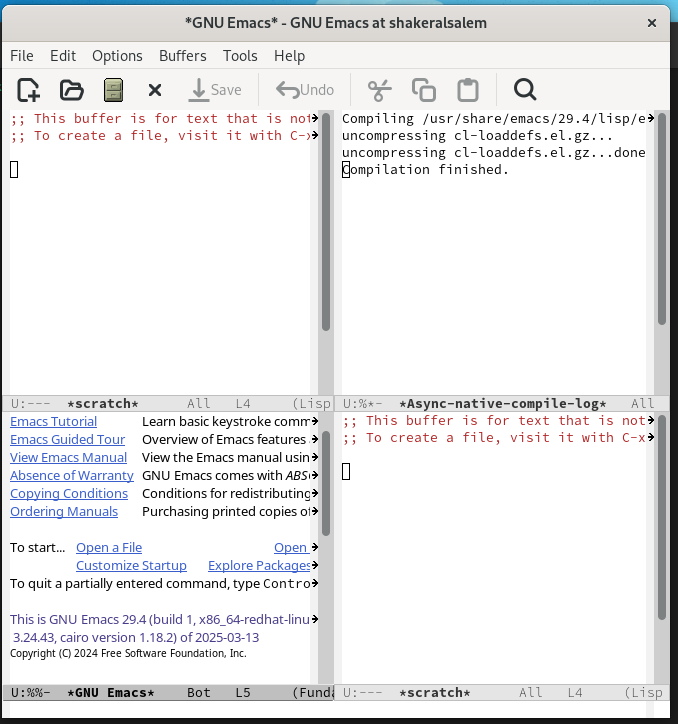 *GNU Emacs* - GNU Emacs at shakeralsalem
File Edit Options Buffers Tools Help
Save Undo
;; This buffer is for text that is not
;; To create a file, visit it with C-x
U:--- *scratch* All L4 (Lisp
Compiling /usr/share/emacs/29.4/lisp/e
uncompressing cl-loaddefs.el.gz...
uncompressing cl-loaddefs.el.gz...done
Compilation finished.
U:%*- *Async-native-compile-log* All
Emacs Tutorial Learn basic keystroke comm
Emacs Guided Tour Overview of Emacs features
View Emacs Manual View the Emacs manual usin
Absence of Warranty GNU Emacs comes with ABS
Copying Conditions Conditions for redistributing
Ordering Manuals Purchasing printed copies of
To start... Open a File Open
Customize Startup Explore Packages
To quit a partially entered command, type Contro
This is GNU Emacs 29.4 (build 1, x86_64-redhat-linu
3.24.43, cairo version 1.18.2) of 2025-03-13
Copyright (C) 2024 Free Software Foundation, Inc.
U:%%- *GNU Emacs* Bot L5 (Funda
;; This buffer is for text that is not
;; To create a file, visit it with C-x
U:--- *scratch* All L4 (Lisp